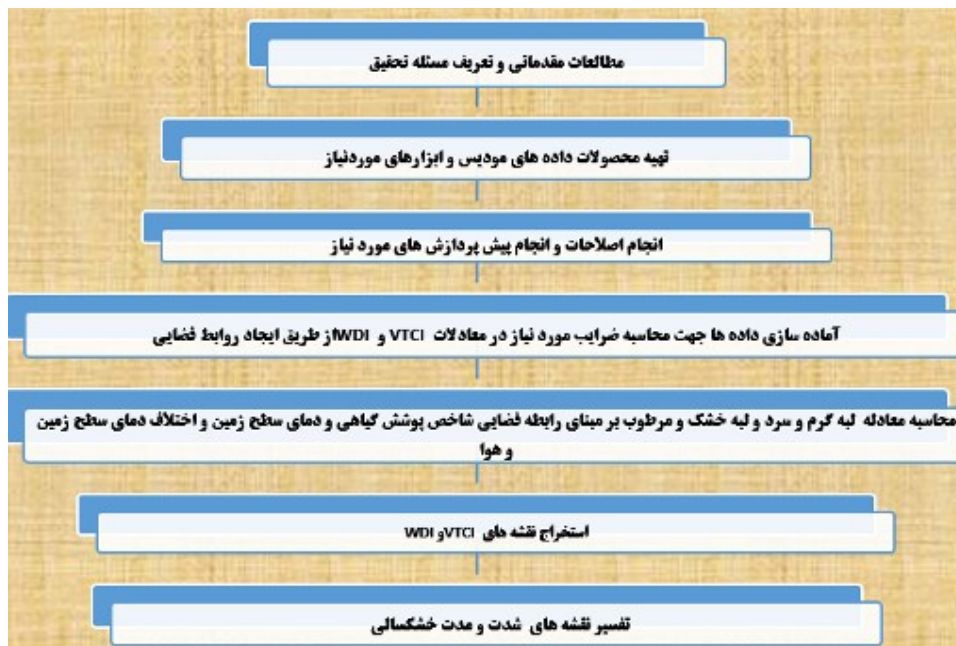 مطالعات مقدماتی و تعریف مسئله تحقیق
تهیه محصولات داده های مودیس و ابزارهای موردنیاز
انجام اصلاحات و انجام پیش پردازش های مورد نیاز
آماده سازی داده ها جهت محاسبه ضرایب مورد نیاز در معادلات VTCI و WDIاز طریق ایجاد روابط فضایی
محاسبه معادله لبه گرم و سرد و لبه خشک و مرطوب بر مبنای رابطه فضایی شاخص پوشش گیاهی و دمای سطح زمین و اختلاف دمای سطح زمین
و هوا
استخراج نقشه های VTCIو WDI
تفسیر نقشه های شدت و مدت خشکسالی